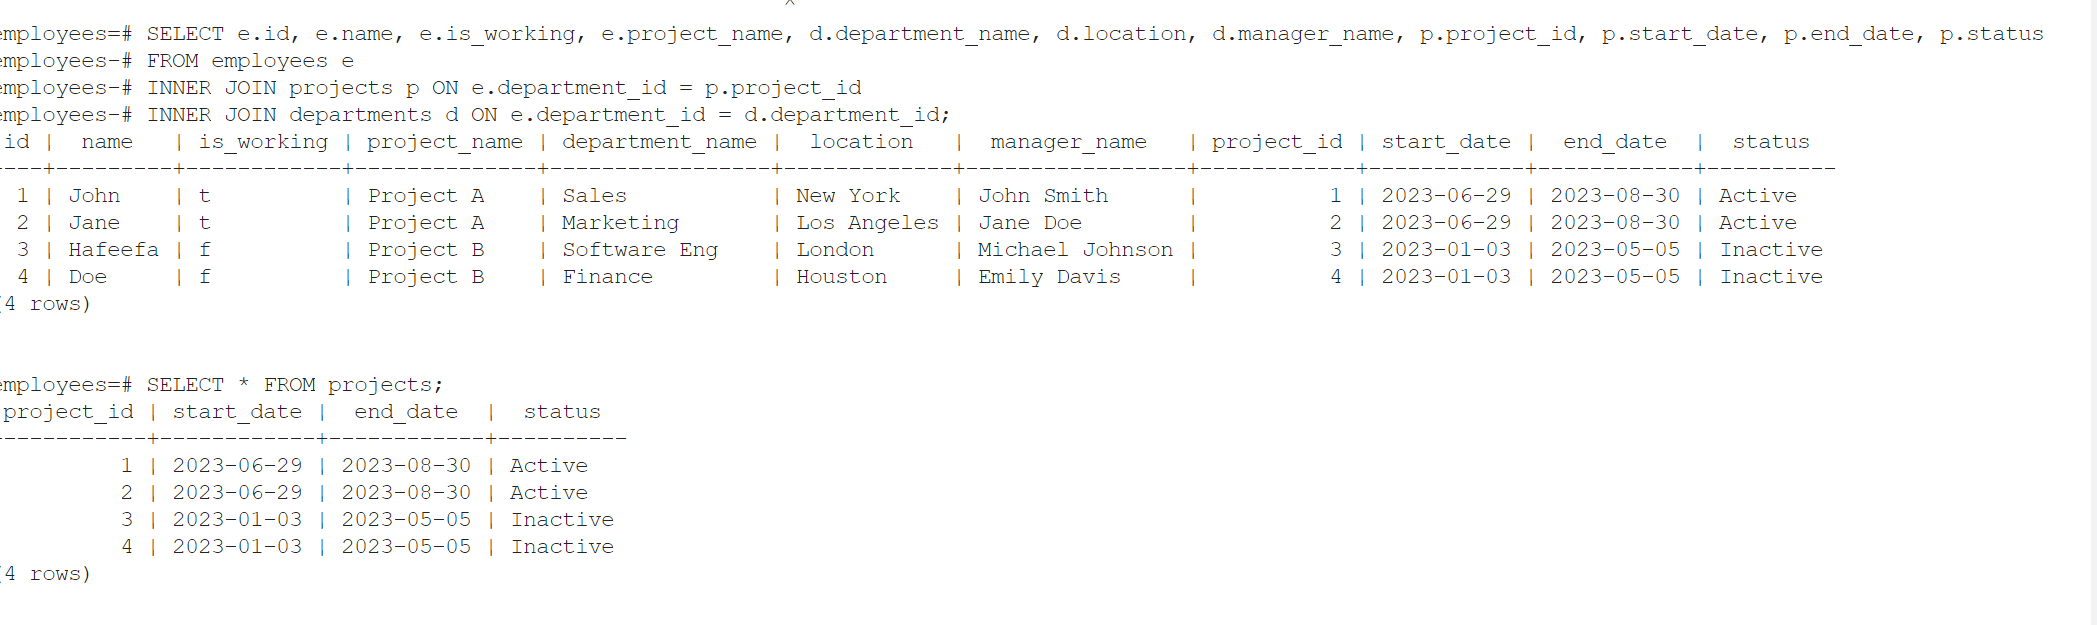 ^
employees=# SELECT e.id, e.name, e.is_working, e.project_name, d.department_name, d.location, d.manager_name, p.project_id, p.start_date, p.end_date, p.status
employees-# FROM employees e
employees-# INNER JOIN projects p ON e.department_id = p.project_id
employees-# INNER JOIN departments d ON e.department_id = d.department_id;
id |  name   | is_working | project_name | department_name |  location   |  manager_name   | project_id | start_date |  end_date  |  status
----+---------+------------+--------------+-----------------+-------------+-----------------+------------+------------+------------+----------
1 | John    | t          | Project A    | Sales           | New York    | John Smith      |          1 | 2023-06-29 | 2023-08-30 | Active
2 | Jane    | t          | Project A    | Marketing       | Los Angeles | Jane Doe        |          2 | 2023-06-29 | 2023-08-30 | Active
3 | Hafeefa | f          | Project B    | Software Eng    | London      | Michael Johnson |          3 | 2023-01-03 | 2023-05-05 | Inactive
4 | Doe     | f          | Project B    | Finance         | Houston     | Emily Davis     |          4 | 2023-01-03 | 2023-05-05 | Inactive
(4 rows)
employees=# SELECT * FROM projects;
project_id | start_date |  end_date  |  status
------------+------------+------------+----------
1 | 2023-06-29 | 2023-08-30 | Active
2 | 2023-06-29 | 2023-08-30 | Active
3 | 2023-01-03 | 2023-05-05 | Inactive
4 | 2023-01-03 | 2023-05-05 | Inactive
(4 rows)